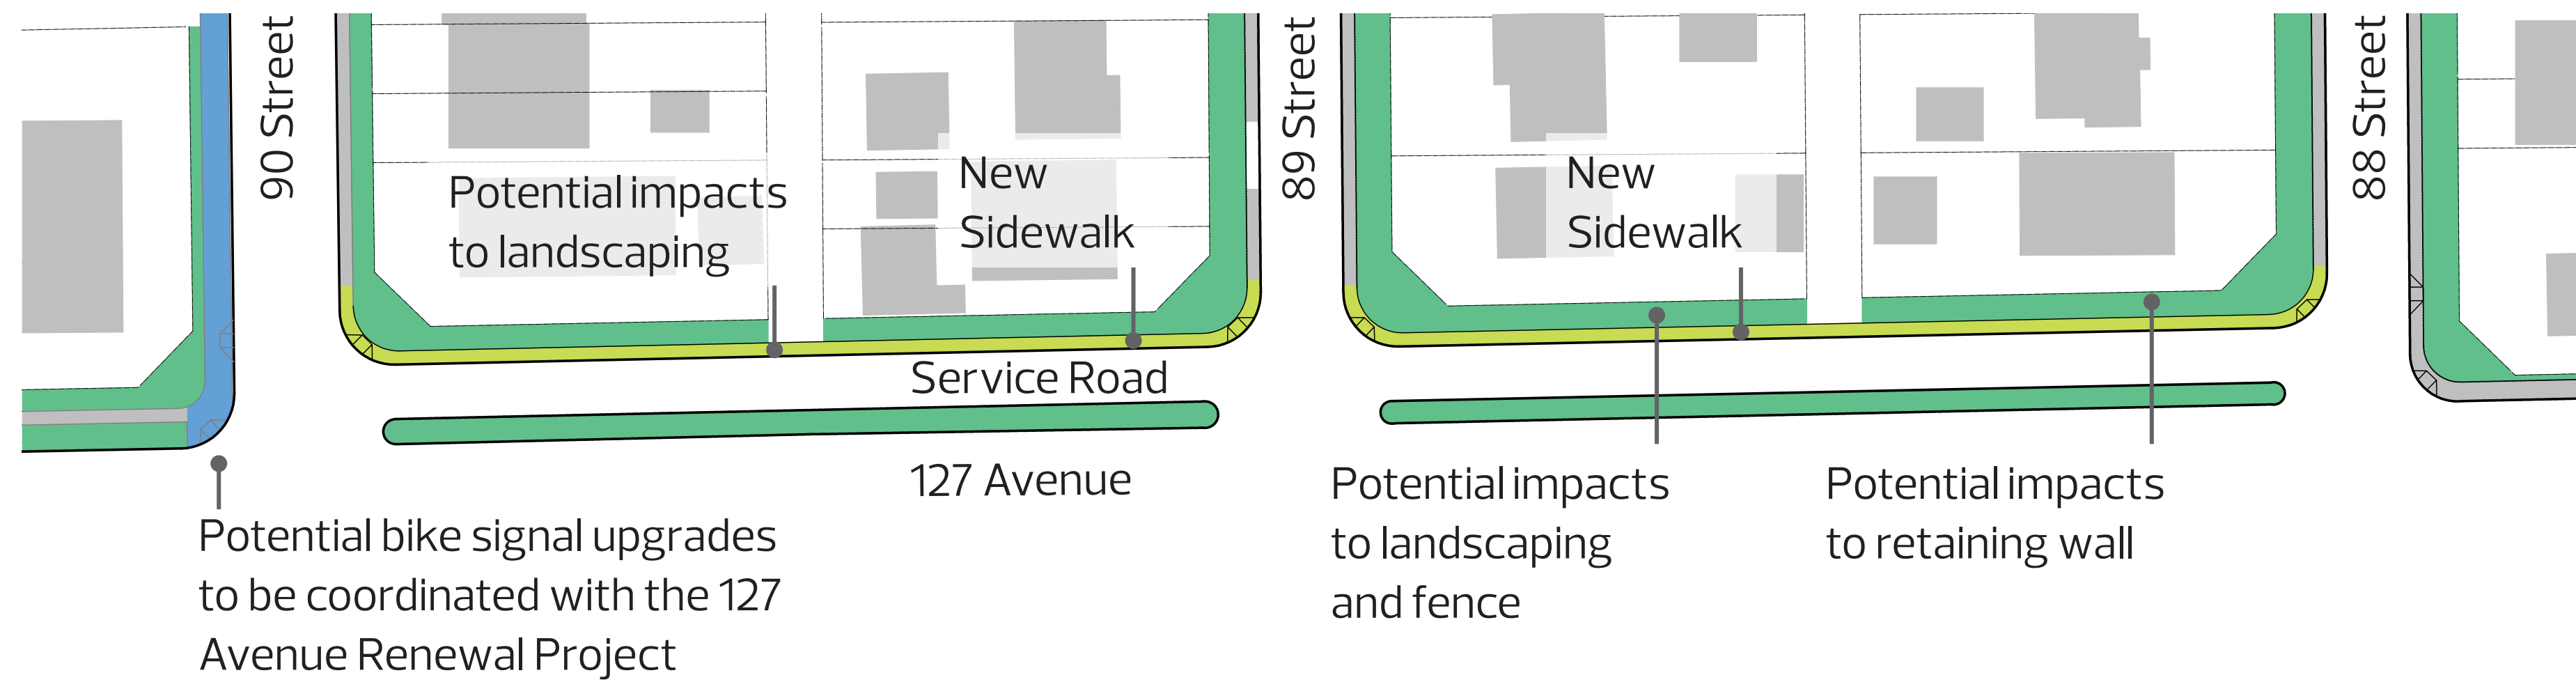 90 Street
89 Street
88 Street
Potential impacts
to landscaping
New
Sidewalk
New
Sidewalk
Service Road
127 Avenue
Potential bike signal upgrades
to be coordinated with the 127
Avenue Renewal Project
Potential impacts
to landscaping
and fence
Potential impacts
to retaining wall